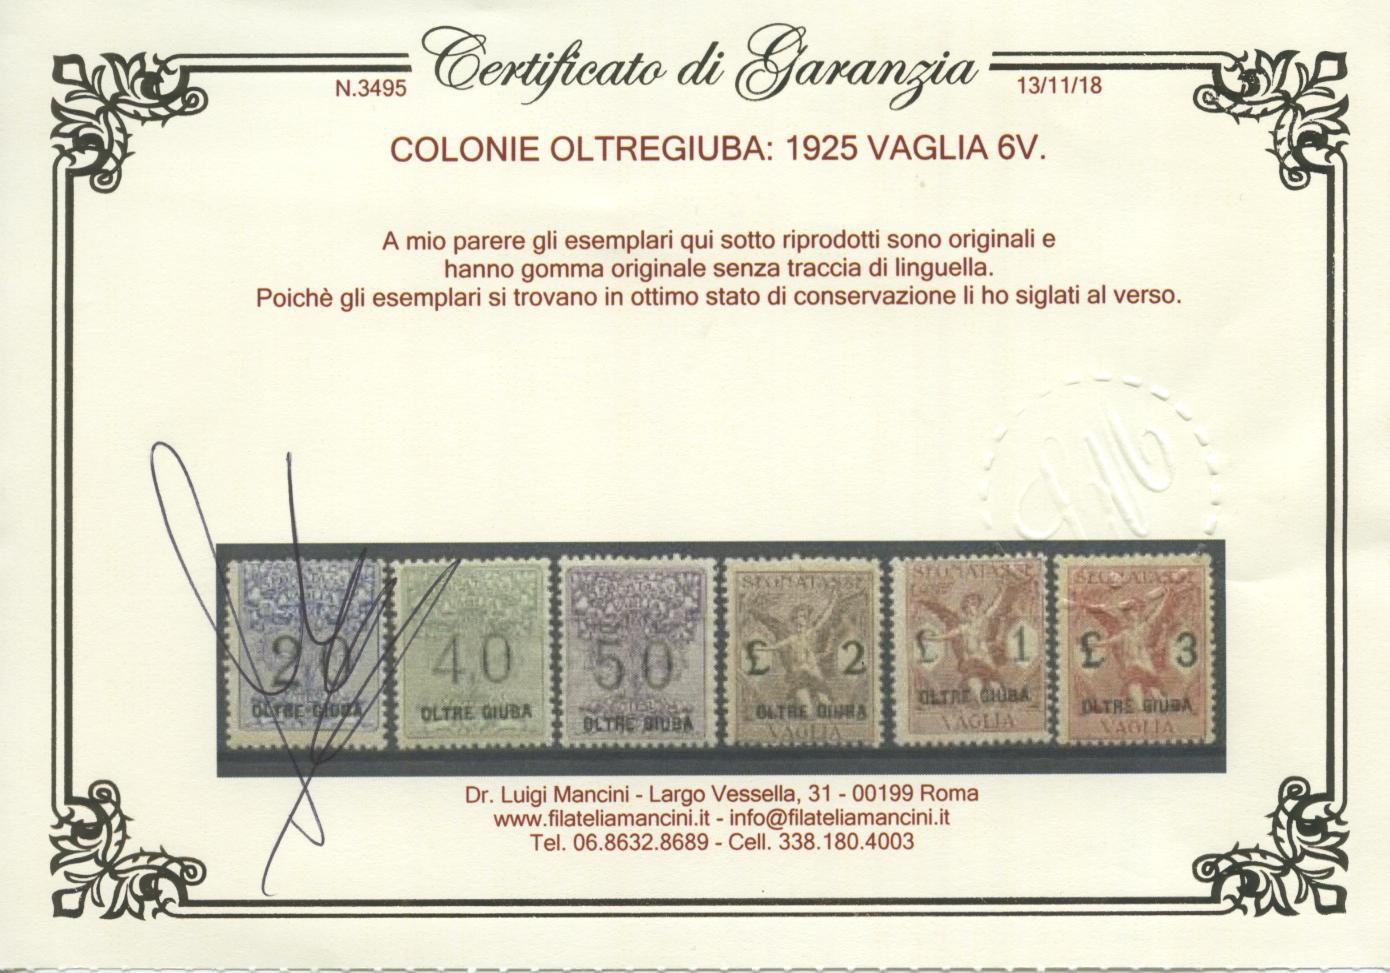 Certificato di Garanzia
N.3495
13/11/18
COLONIE OLTREGIUBA: 1925 VAGLIA 6V.
A mio parere gli esemplari qui sotto riprodotti sono originali e
hanno gomma originale senza traccia di linguella.
Poichè gli esemplari si trovano in ottimo stato di conservazione li ho siglati al verso.
20 OLTRE GIUBA
40 OLTRE GIUBA
50 OLTRE GIUBA
SEGNATASSE £ 2 OLTRE GIUBA VAGLIA
SEGNATASSE £ 1 OLTRE GIUBA VAGLIA
SEGNATASSE £ 3 OLTRE GIUBA VAGLIA
Dr. Luigi Mancini - Largo Vessella, 31 - 00199 Roma
www.filateliamancini.it - info@filateliamancini.it
Tel. 06.8632.8689 - Cell. 338.180.4003